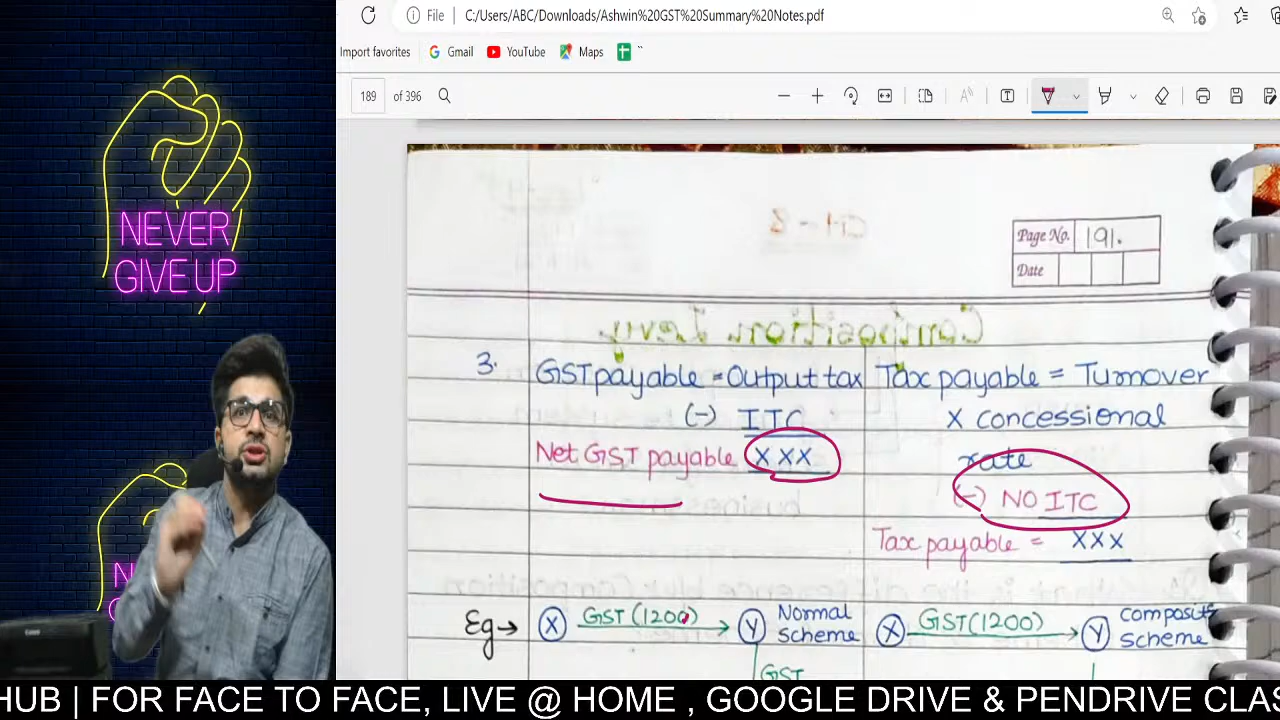 File | C:/Users/ABC/Downloads/Ashwin%20GST%20Summary%20Notes.pdf
Import favorites Gmail YouTube Maps
189 of 396
NEVER
GIVE UP
Page No. 191.
Date
Composition Levy
3. GST payable = Output tax
(-) ITC
Net GST payable XXX
Tax payable = Turnover
X concessional
rate
(-) NO ITC
Tax payable = XXX
Eg→ X GST (1200) Y Normal
scheme
GST
X GST (1200) Y
scheme
HUB | FOR FACE TO FACE, LIVE @ HOME , GOOGLE DRIVE & PENDRIVE CLAS